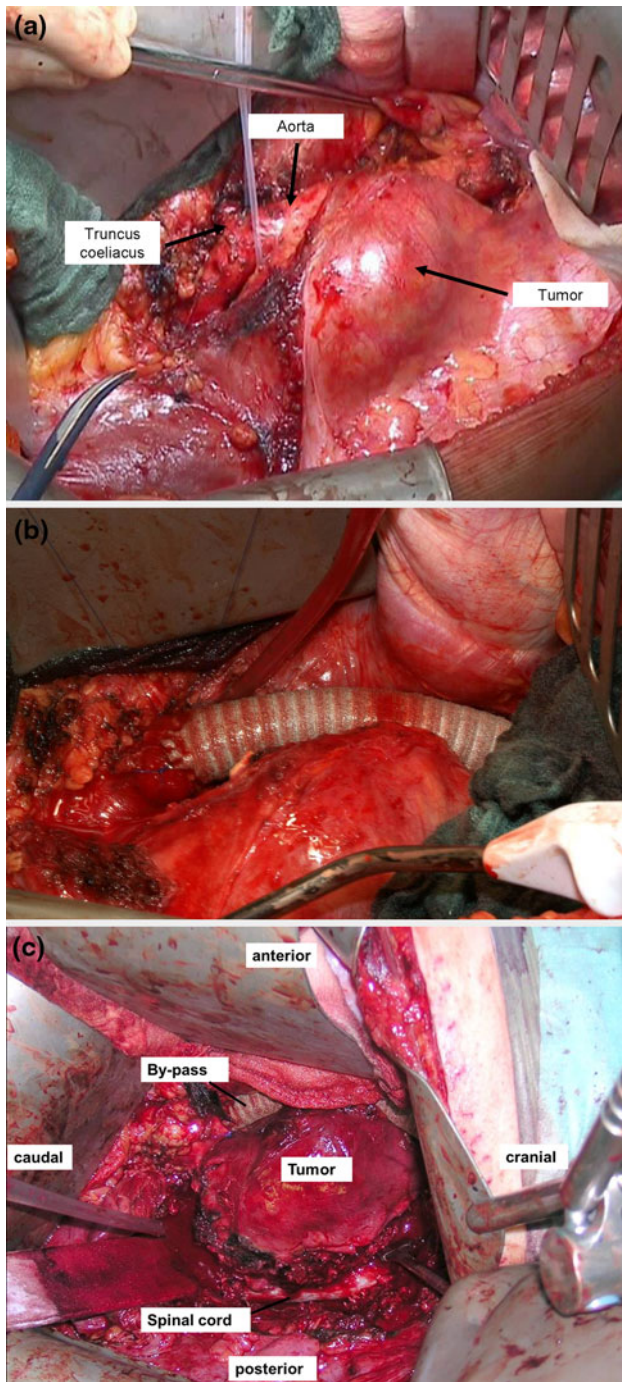 (a)
Aorta
Truncus
coeliacus
Tumor
(b)
(c)
anterior
By-pass
caudal
Tumor
cranial
Spinal cord
posterior